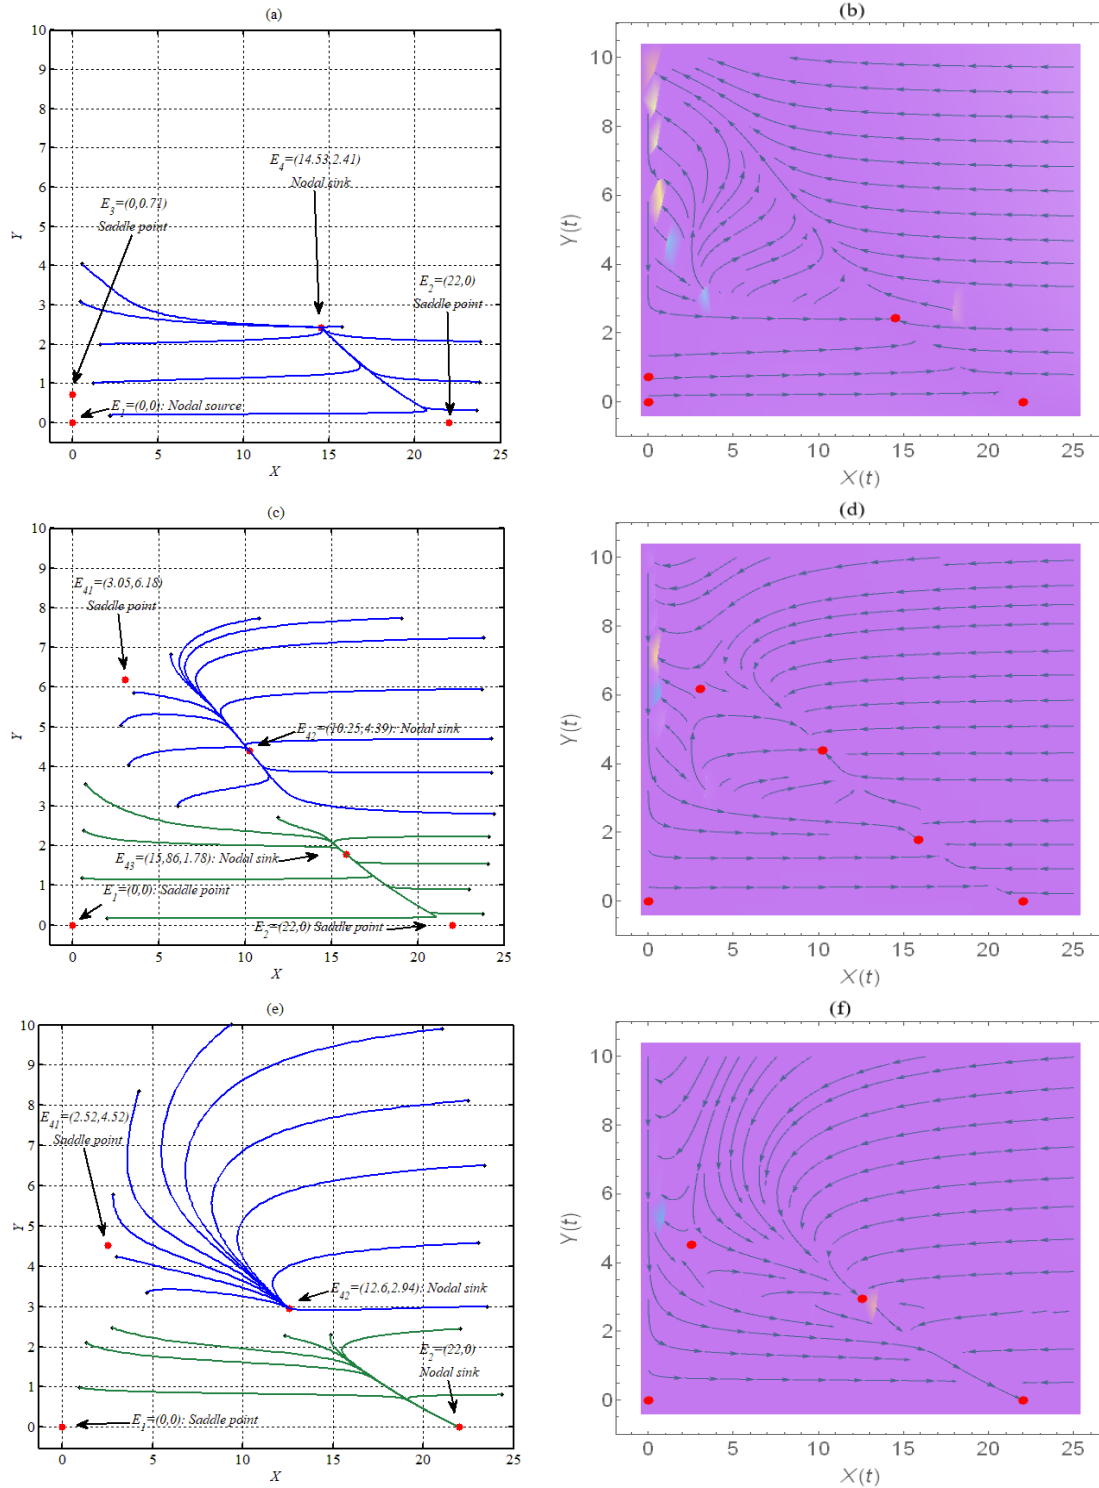 (a)
10
9
8
7
6
5
4
3
2
1
0
Y
E4=(14.53,2.41)
Nodal sink
E3=(0,0.71)
Saddle point
E2=(22,0)
Saddle point
E1=(0,0): Nodal source
0 5 10 15 20 25
X
(b)
10
8
6
4
2
0
Y(t)
0 5 10 15 20 25
X(t)
(c)
10
9
8
7
6
5
4
3
2
1
0
Y
E41=(3.05,6.18)
Saddle point
E42=(10.25,4.39): Nodal sink
E43=(15,86,1.78): Nodal sink
E1=(0,0): Saddle point
E2=(22,0) Saddle point
0 5 10 15 20 25
X
(d)
10
8
6
4
2
0
Y(t)
0 5 10 15 20 25
X(t)
(e)
10
9
8
7
6
5
4
3
2
1
0
Y
E41=(2.52,4.52)
Saddle point
E42=(12.6,2.94): Nodal sink
E2=(22,0)
Nodal sink
E1=(0,0): Saddle point
0 5 10 15 20 25
X
(f)
10
8
6
4
2
0
Y(t)
0 5 10 15 20 25
X(t)